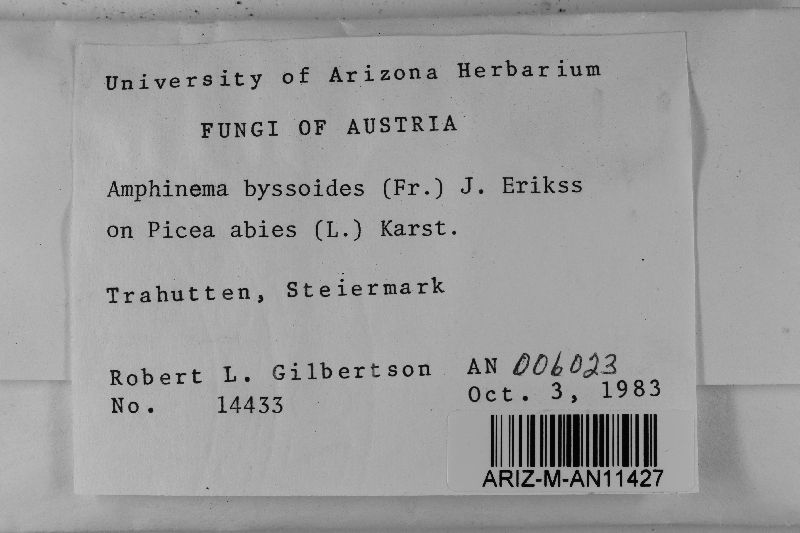 University of Arizona Herbarium
FUNGI OF AUSTRIA
Amphinema byssoides (Fr.) J. Erikss
on Picea abies (L.) Karst.
Trahutten, Steiermark
Robert L. Gilbertson AN 006023
No. 14433 Oct. 3, 1983
ARIZ-M-AN11427